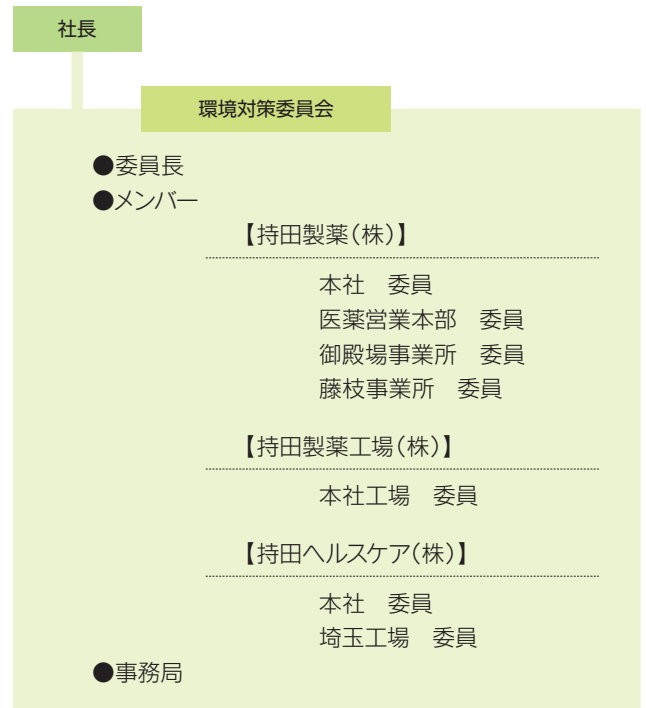 社長
環境対策委員会
●委員長
●メンバー
【持田製薬（株）】
本社　委員
医薬営業本部　委員
御殿場事業所　委員
藤枝事業所　委員
【持田製薬工場（株）】
本社工場　委員
【持田ヘルスケア（株）】
本社　委員
埼玉工場　委員
●事務局